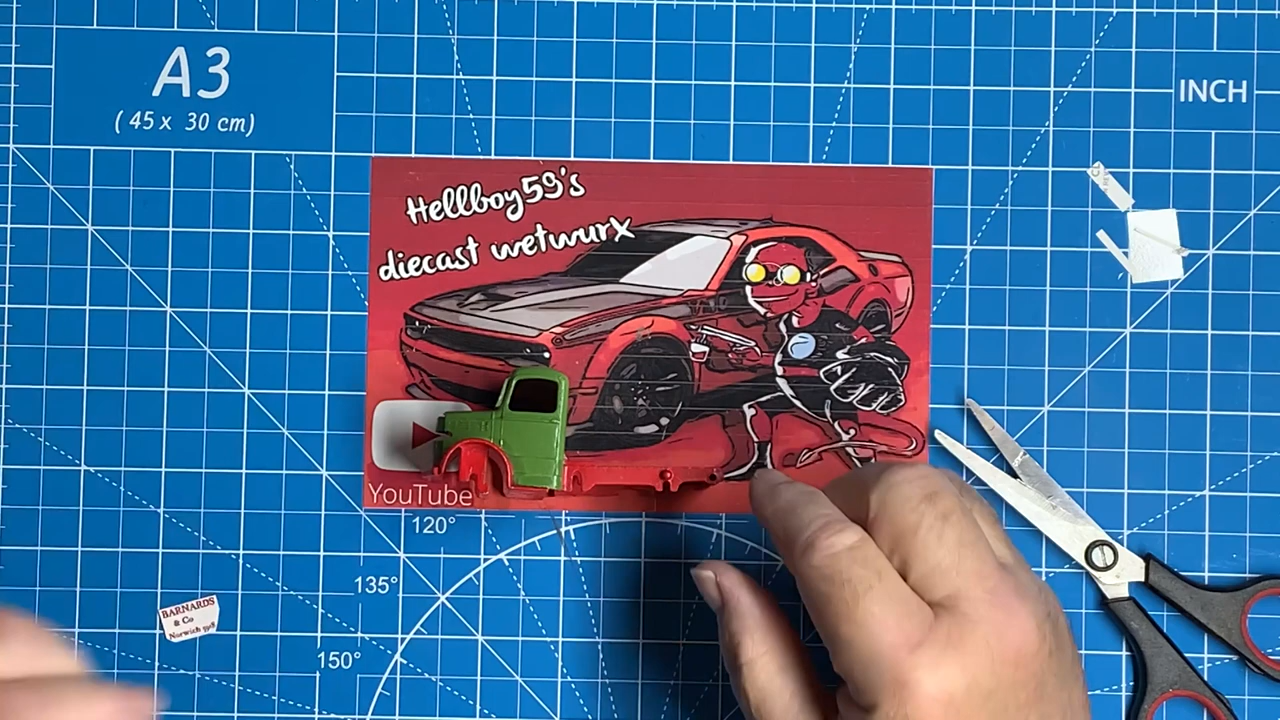 A3
( 45 x 30 cm)
INCH
Hellboy59's
diecast wetwurx
YouTube
120°
135°
150°
BARNARDS
& Co
Norwich